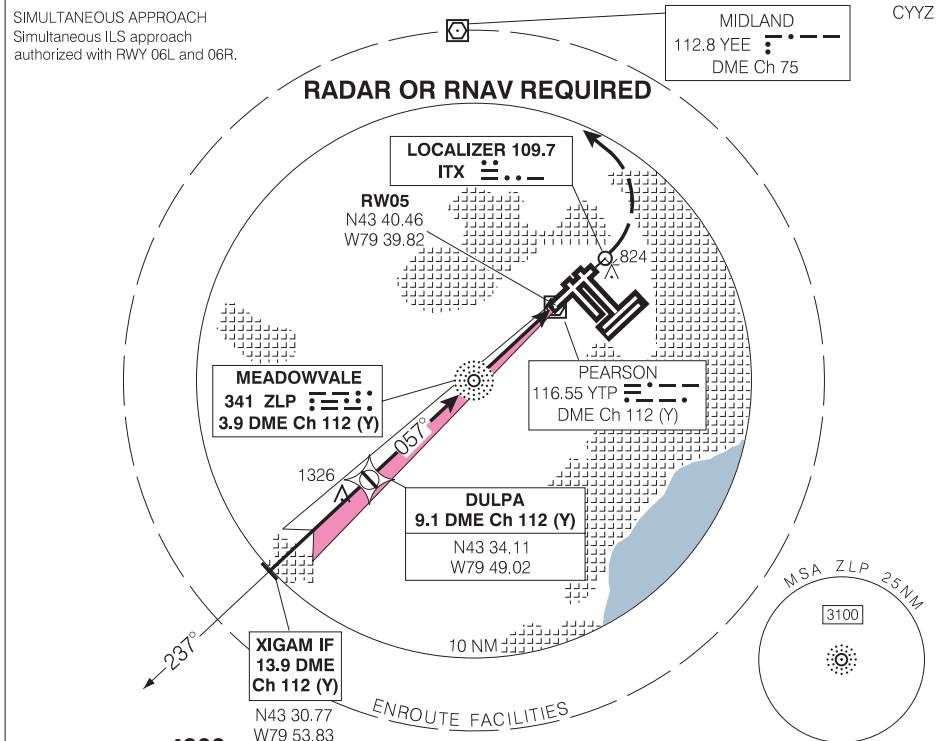 SIMULTANEOUS APPROACH
Simultaneous ILS approach
authorized with RWY 06L and 06R.
CYYZ
MIDLAND
112.8 YEE
DME Ch 75
RADAR OR RNAV REQUIRED
LOCALIZER 109.7
ITX
RW05
N43 40.46
W79 39.82
824
MEADOWVALE
341 ZLP
3.9 DME Ch 112 (Y)
PEARSON
116.55 YTP
DME Ch 112 (Y)
057°
1326
DULPA
9.1 DME Ch 112 (Y)
N43 34.11
W79 49.02
MSA ZLP 25NM
3100
237°
XIGAM IF
13.9 DME
Ch 112 (Y)
N43 30.77
W79 53.83
10 NM
ENROUTE FACILITIES